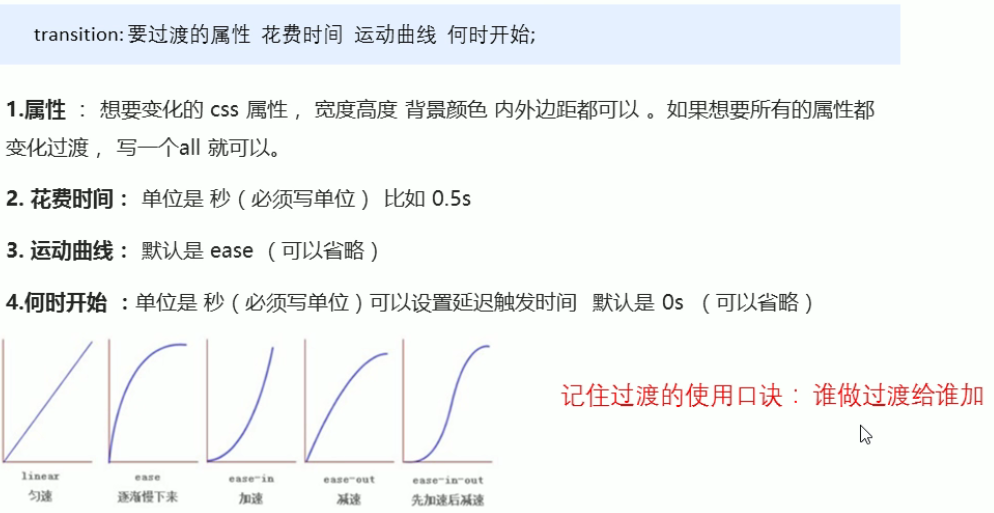 transition: 要过渡的属性 花费时间 运动曲线 何时开始;
1.属性 ： 想要变化的 css 属性， 宽度高度 背景颜色 内外边距都可以 。如果想要所有的属性都
变化过渡， 写一个all 就可以。
2. 花费时间： 单位是 秒（必须写单位） 比如 0.5s
3. 运动曲线： 默认是 ease （可以省略）
4.何时开始 ：单位是 秒（必须写单位）可以设置延迟触发时间 默认是 0s （可以省略）
记住过渡的使用口诀： 谁做过渡给谁加
linear ease ease-in ease-out ease-in-out
匀速 逐渐慢下来 加速 减速 先加速后减速